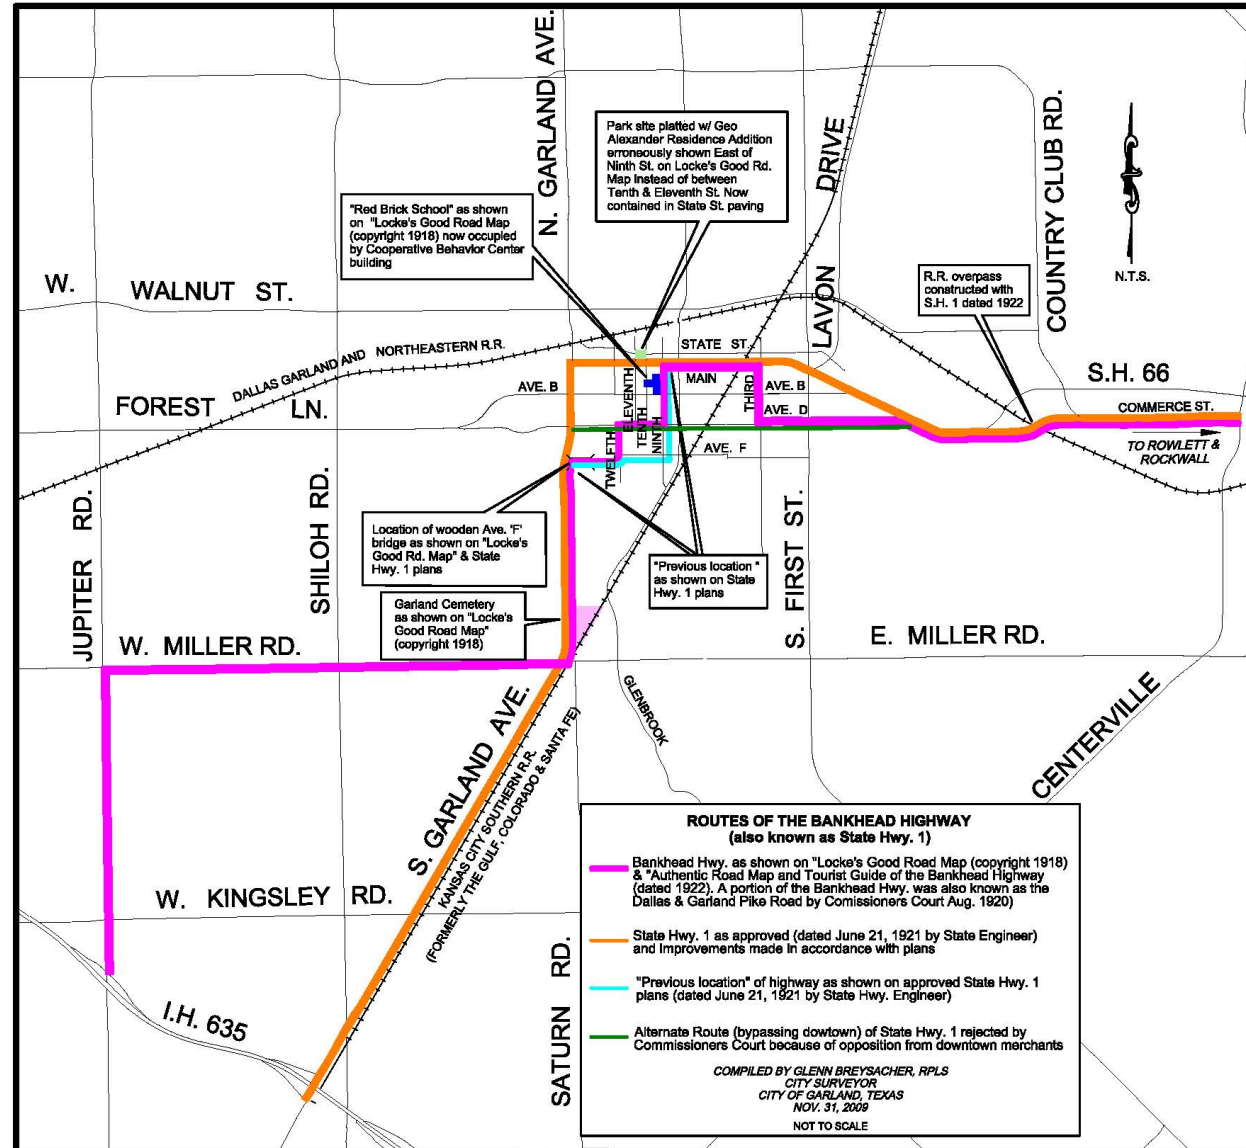 N. GARLAND AVE.
DRIVE
LAVON
COUNTRY CLUB RD.
N.T.S.
Park site platted w/ Geo
Alexander Residence Addition
erroneously shown East of
Ninth St. on Locke's Good Rd.
Map Instead of between
Tenth & Eleventh St. Now
contained in State St. paving
"Red Brick School" as shown
on "Locke's Good Road Map
(copyright 1918) now occupied
by Cooperative Behavior Center
building
R.R. overpass
constructed with
S.H. 1 dated 1922
W. WALNUT ST.
DALLAS GARLAND AND NORTHEASTERN R.R.
STATE ST.
MAIN
AVE. B
AVE. B
S.H. 66
FOREST LN.
ELEVENTH
TENTH
NINTH
TWELFTH
THIRD
AVE. D
AVE. F
COMMERCE ST.
TO ROWLETT &
ROCKWALL
JUPITER RD.
SHILOH RD.
S. FIRST ST.
Location of wooden Ave. 'F'
bridge as shown on "Locke's
Good Rd. Map" & State
Hwy. 1 plans
"Previous location "
as shown on State
Hwy. 1 plans
Garland Cemetery
as shown on "Locke's
Good Road Map"
(copyright 1918)
W. MILLER RD.
E. MILLER RD.
GLENBROOK
CENTERVILLE
S. GARLAND AVE.
KANSAS CITY SOUTHERN R.R.
(FORMERLY THE GULF, COLORADO & SANTA FE)
W. KINGSLEY RD.
I.H. 635
SATURN RD.
ROUTES OF THE BANKHEAD HIGHWAY
(also known as State Hwy. 1)
Bankhead Hwy. as shown on "Locke's Good Road Map (copyright 1918)
& "Authentic Road Map and Tourist Guide of the Bankhead Highway
(dated 1922). A portion of the Bankhead Hwy. was also known as the
Dallas & Garland Pike Road by Comissioners Court Aug. 1920)
State Hwy. 1 as approved (dated June 21, 1921 by State Engineer)
and Improvements made in accordance with plans
"Previous location" of highway as shown on approved State Hwy. 1
plans (dated June 21, 1921 by State Hwy. Engineer)
Alternate Route (bypassing dowtown) of State Hwy. 1 rejected by
Commissioners Court because of opposition from downtown merchants
COMPILED BY GLENN BREYSACHER, RPLS
CITY SURVEYOR
CITY OF GARLAND, TEXAS
NOV. 31, 2009
NOT TO SCALE